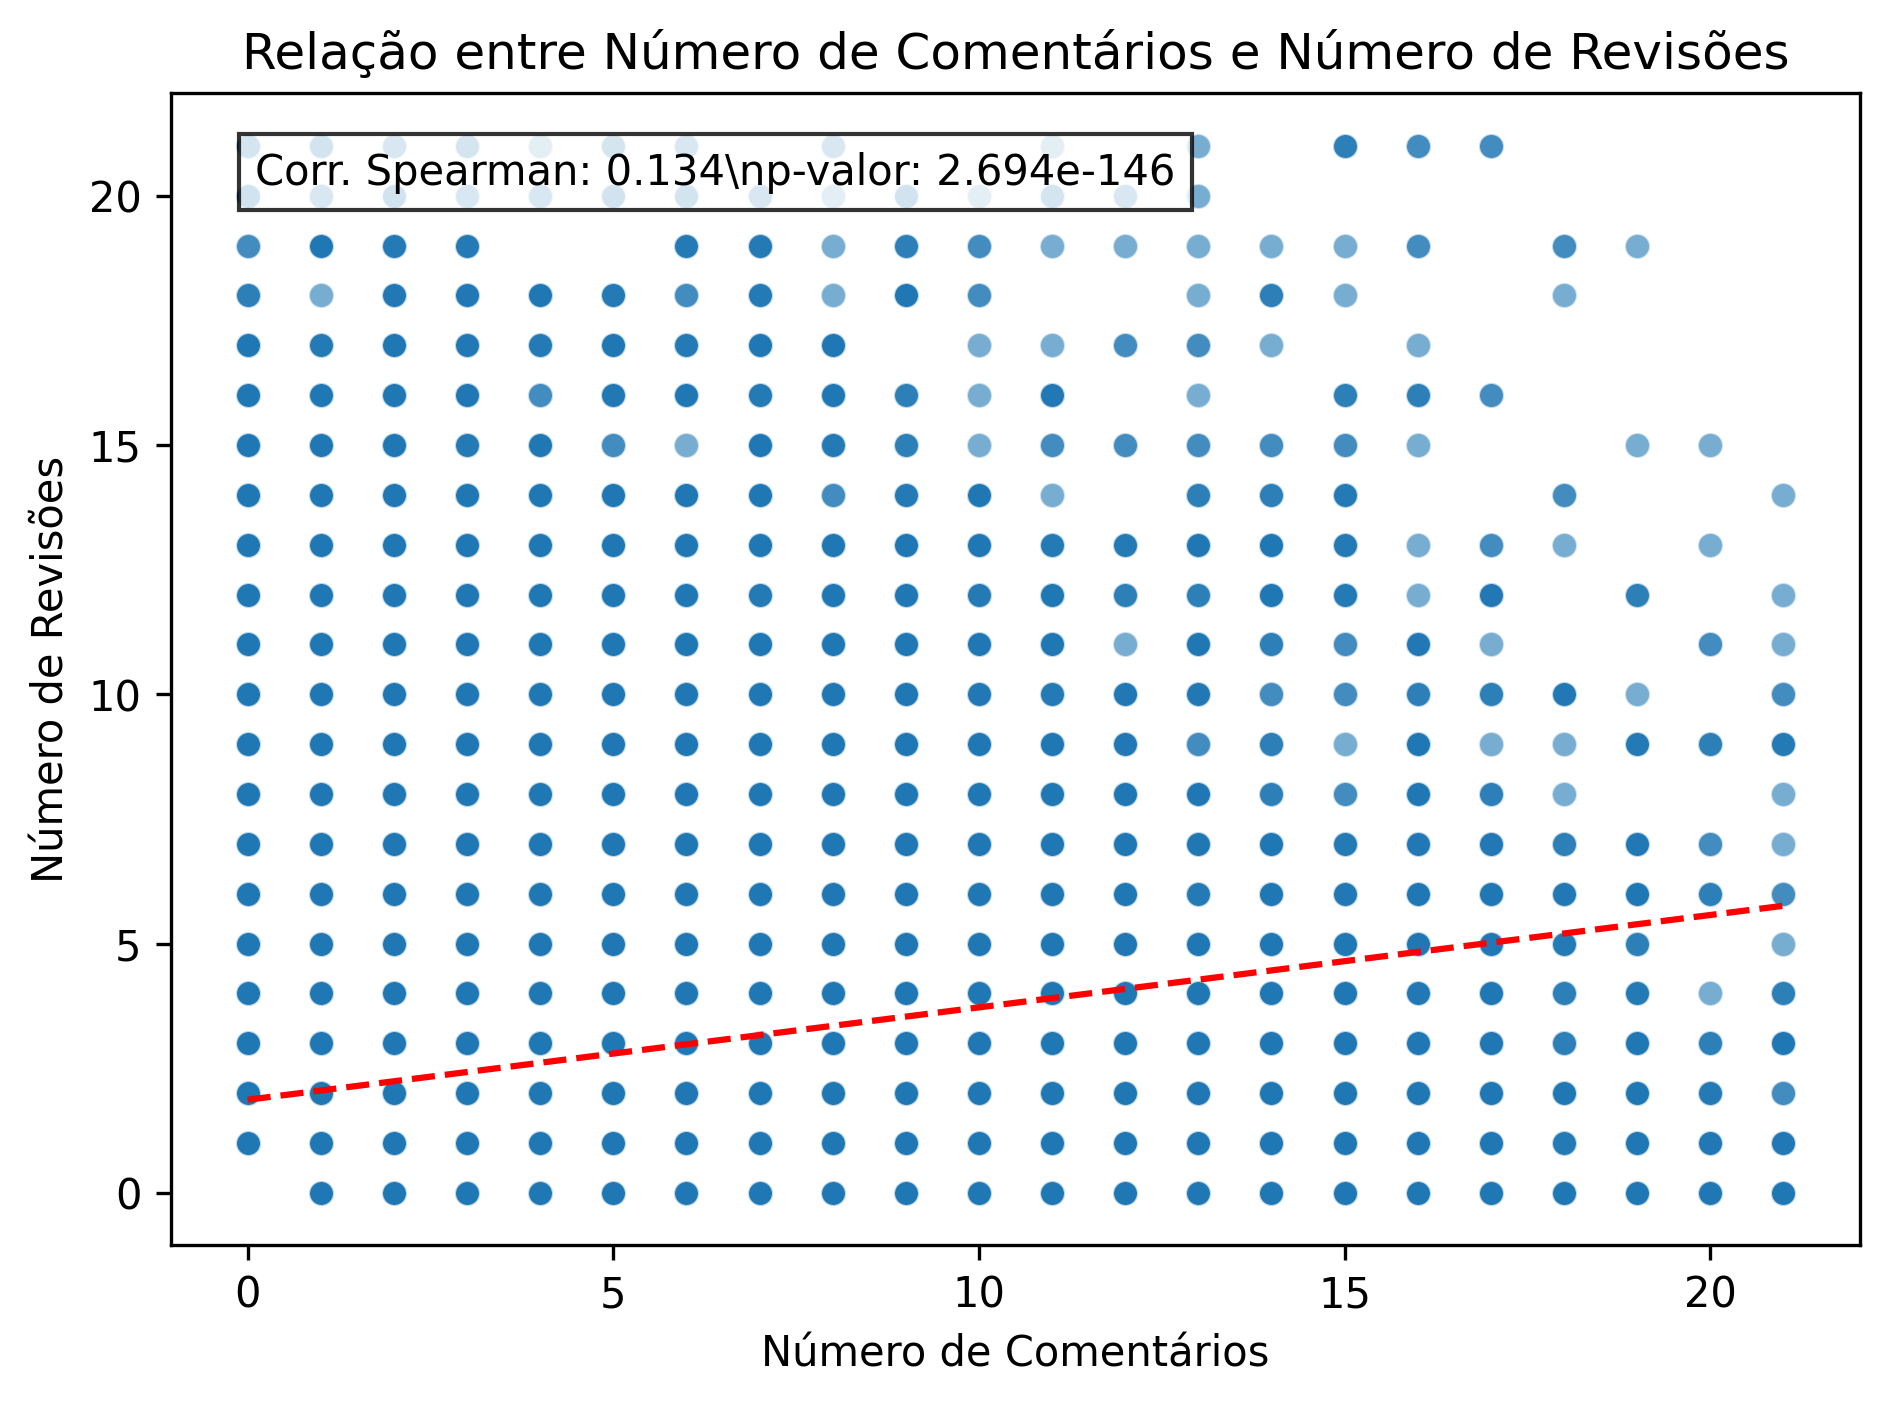 Relação entre Número de Comentários e Número de Revisões
Corr. Spearman: 0.134\np-valor: 2.694e-146
20
15
10
5
0
Número de Revisões
0 5 10 15 20
Número de Comentários